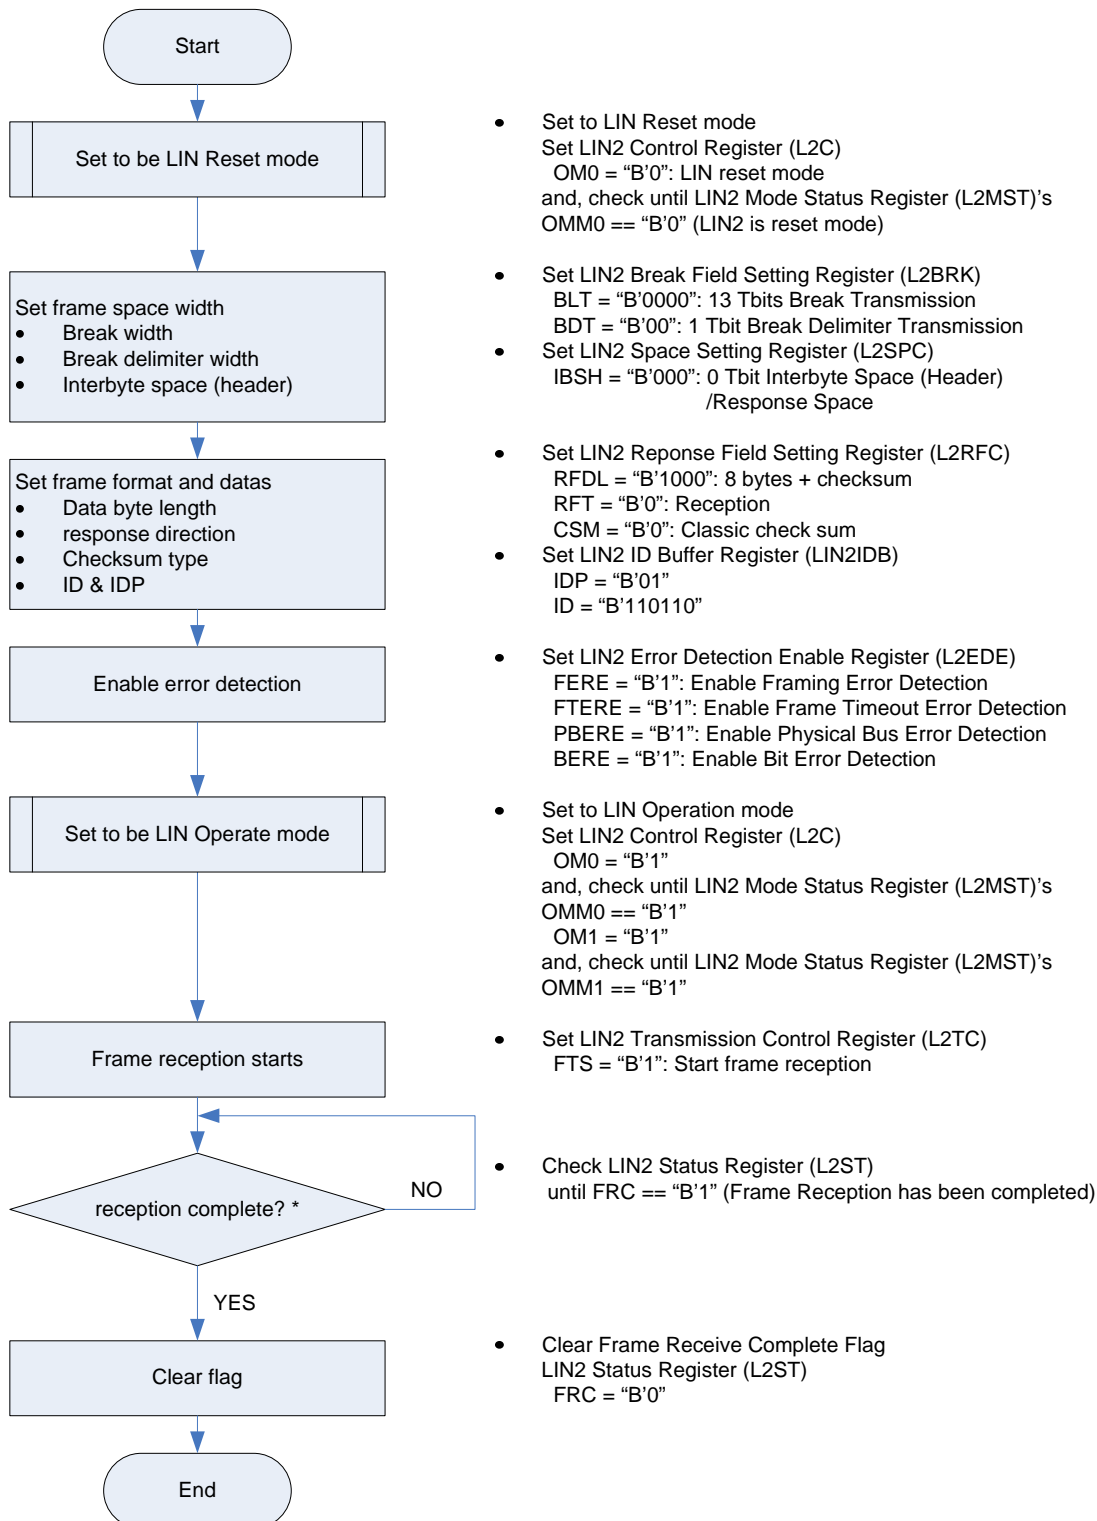 Start
Set to be LIN Reset mode
• Set to LIN Reset mode
Set LIN2 Control Register (L2C)
OM0 = “B’0”: LIN reset mode
and, check until LIN2 Mode Status Register (L2MST)’s
OMM0 == “B’0” (LIN2 is reset mode)
Set frame space width
• Break width
• Break delimiter width
• Interbyte space (header)
• Set LIN2 Break Field Setting Register (L2BRK)
BLT = “B’0000”: 13 Tbits Break Transmission
BDT = “B’00”: 1 Tbit Break Delimiter Transmission
• Set LIN2 Space Setting Register (L2SPC)
IBSH = “B’000”: 0 Tbit Interbyte Space (Header)
/Response Space
Set frame format and datas
• Data byte length
• response direction
• Checksum type
• ID & IDP
• Set LIN2 Reponse Field Setting Register (L2RFC)
RFDL = “B’1000”: 8 bytes + checksum
RFT = “B’0”: Reception
CSM = “B’0”: Classic check sum
• Set LIN2 ID Buffer Register (LIN2IDB)
IDP = “B’01”
ID = “B’110110”
Enable error detection
• Set LIN2 Error Detection Enable Register (L2EDE)
FERE = “B’1”: Enable Framing Error Detection
FTERE = “B’1”: Enable Frame Timeout Error Detection
PBERE = “B’1”: Enable Physical Bus Error Detection
BERE = “B’1”: Enable Bit Error Detection
Set to be LIN Operate mode
• Set to LIN Operation mode
Set LIN2 Control Register (L2C)
OM0 = “B’1”
and, check until LIN2 Mode Status Register (L2MST)’s
OMM0 == “B’1”
OM1 = “B’1”
and, check until LIN2 Mode Status Register (L2MST)’s
OMM1 == “B’1”
Frame reception starts
• Set LIN2 Transmission Control Register (L2TC)
FTS = “B’1”: Start frame reception
reception complete? *
NO
YES
• Check LIN2 Status Register (L2ST)
until FRC == “B’1” (Frame Reception has been completed)
Clear flag
• Clear Frame Receive Complete Flag
LIN2 Status Register (L2ST)
FRC = “B’0”
End